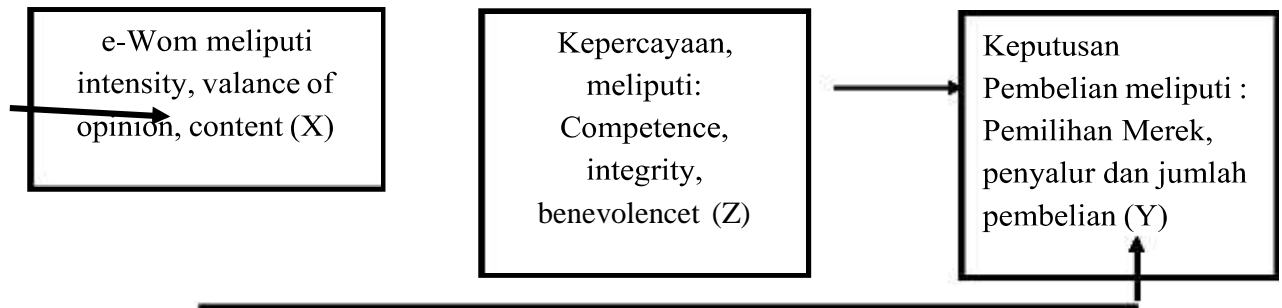 e-Wom meliputi
intensity, valance of
opinion, content (X)
Kepercayaan,
meliputi:
Competence,
integrity,
benevolencet (Z)
Keputusan
Pembelian meliputi :
Pemilihan Merek,
penyalur dan jumlah
pembelian (Y)